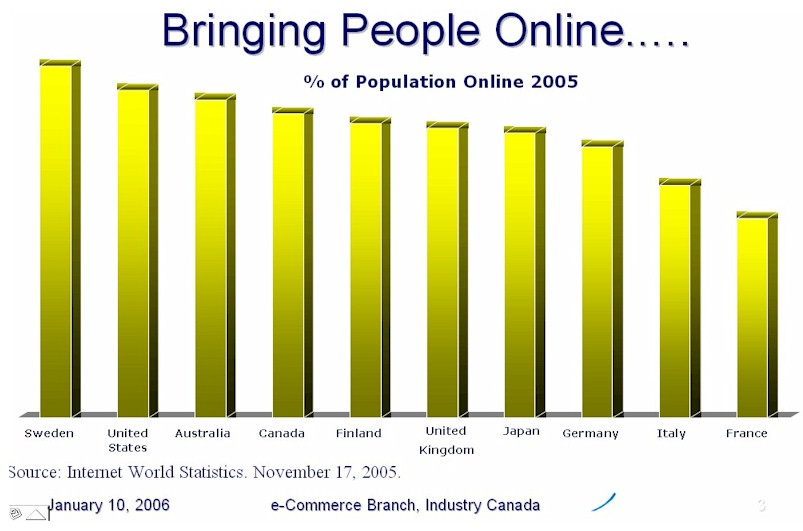 Bringing People Online.....
% of Population Online 2005
Sweden
United
States
Australia
Canada
Finland
United
Kingdom
Japan
Germany
Italy
France
Source: Internet World Statistics. November 17, 2005.
January 10, 2006
e-Commerce Branch, Industry Canada
3